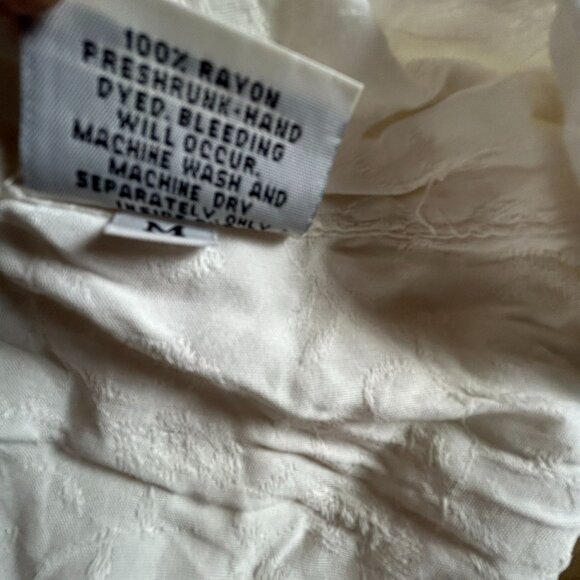 100% RAYON
PRESHRUNK-HAND
DYED. BLEEDING
WILL OCCUR.
MACHINE WASH AND
MACHINE DRY
SEPARATELY ONLY.
M